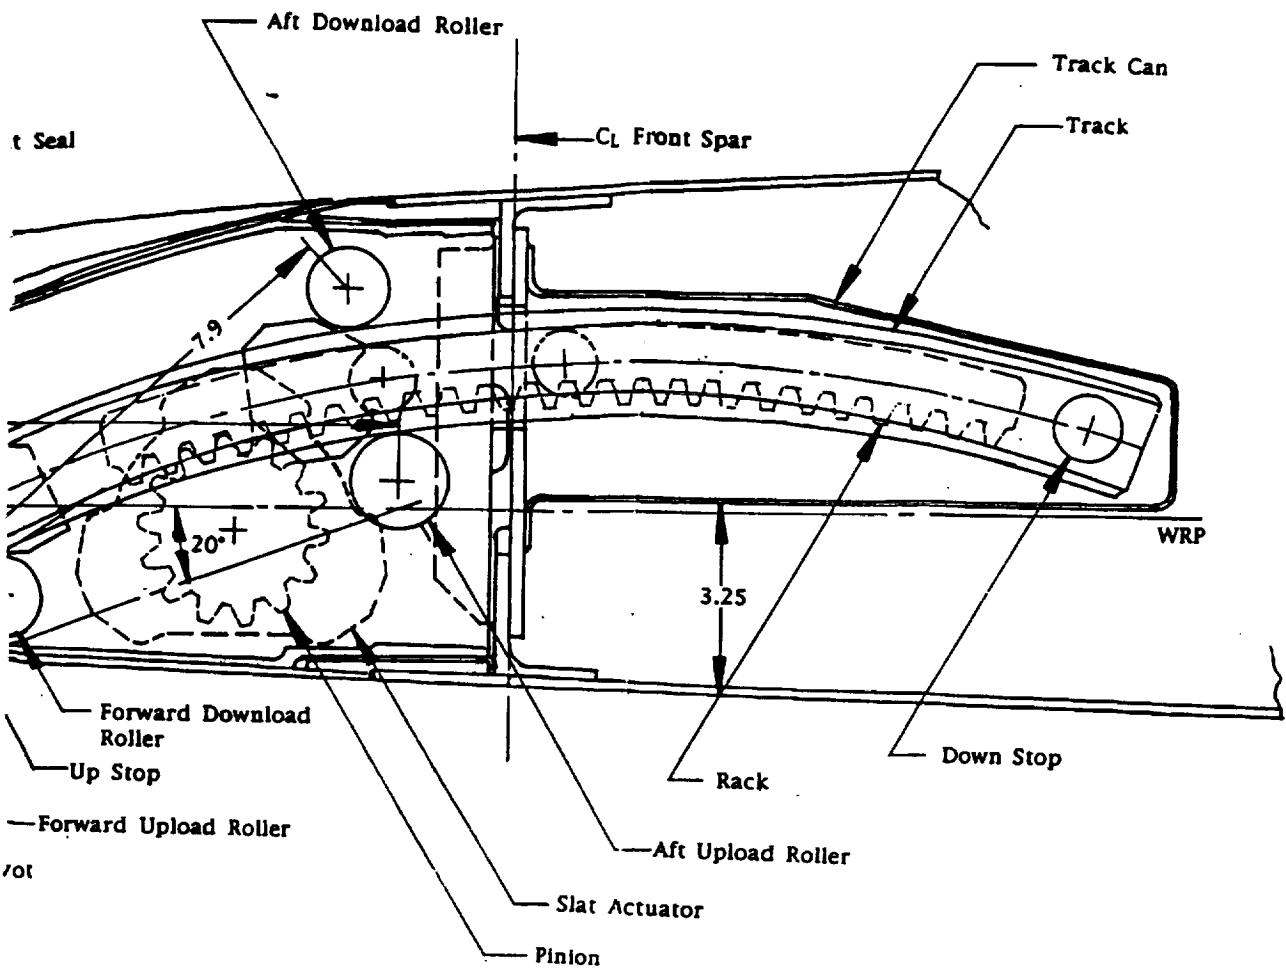 Aft Download Roller
Track Can
t Seal
CL Front Spar
Track
7.9
20°
WRP
3.25
Forward Download
Roller
Up Stop
Down Stop
Rack
Forward Upload Roller
Aft Upload Roller
vot
Slat Actuator
Pinion